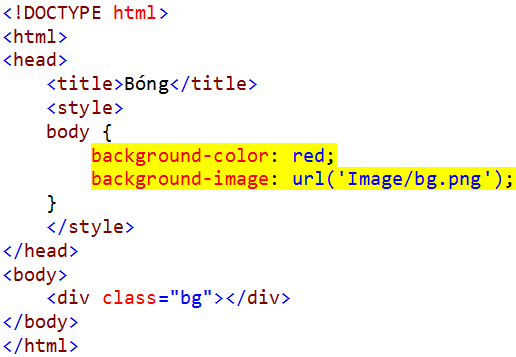 <!DOCTYPE html>
<html>
<head>
    <title>Bóng</title>
    <style>
    body {
        background-color: red;
        background-image: url('Image/bg.png');
    }
    </style>
</head>
<body>
    <div class="bg"></div>
</body>
</html>